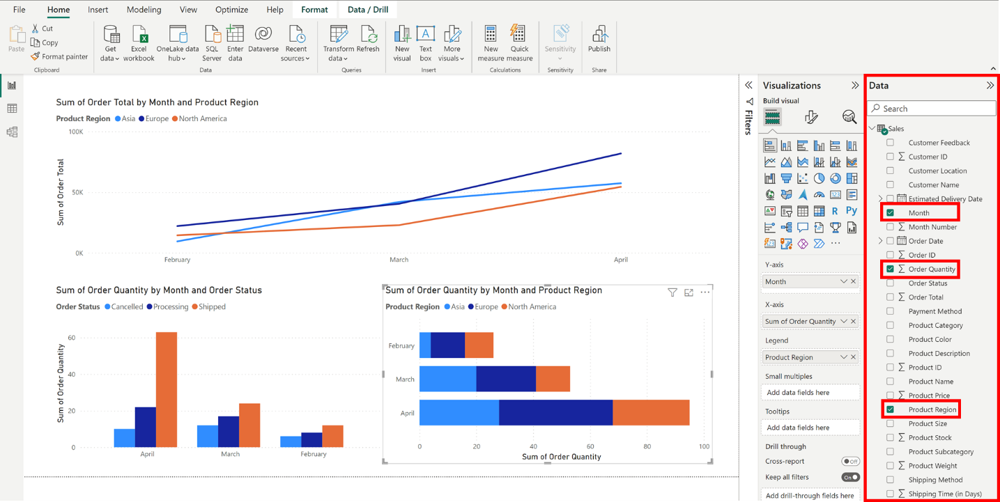 File Home Insert Modeling View Optimize Help Format Data / Drill
Paste
Cut
Copy
Format painter
Clipboard
Get data
Excel workbook
OneLake data hub
SQL Server
Enter data
Dataverse
Recent sources
Data
Transform data
Refresh
Queries
New visual
Text box
More visuals
Insert
New measure
Quick measure
Calculations
Sensitivity
Sensitivity
Publish
Share
Sum of Order Total by Month and Product Region
Product Region Asia Europe North America
Sum of Order Total
100K
50K
0K
February March April
Sum of Order Quantity by Month and Order Status
Order Status Cancelled Processing Shipped
Sum of Order Quantity
60
40
20
0
April March February
Sum of Order Quantity by Month and Product Region
Product Region Asia Europe North America
February
March
April
0 20 40 60 80 100
Sum of Order Quantity
Filters
Visualizations
Build visual
R Py
123
Y-axis
Month
X-axis
Sum of Order Quantity
Legend
Product Region
Small multiples
Add data fields here
Tooltips
Add data fields here
Drill through
Cross-report
Off
Keep all filters
On
Add drill-through fields here
Data
Search
Sales
Customer Feedback
Σ Customer ID
Customer Location
Customer Name
Estimated Delivery Date
Month
Σ Month Number
Order Date
Σ Order ID
Σ Order Quantity
Order Status
Σ Order Total
Payment Method
Product Category
Product Color
Product Description
Σ Product ID
Product Name
Σ Product Price
Product Region
Product Size
Σ Product Stock
Product Subcategory
Σ Product Weight
Shipping Method
Σ Shipping Time (in Days)